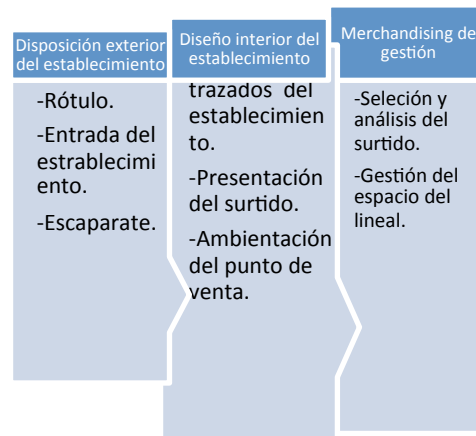 Disposición exterior
del establecimiento
-Rótulo.
-Entrada del
estrablecimi
ento.
-Escaparate.
Diseño interior del
establecimiento
trazados del
establecimien
to.
-Presentación
del surtido.
-Ambientación
del punto de
venta.
Merchandising de
gestión
-Seleción y
análisis del
surtido.
-Gestión del
espacio del
lineal.